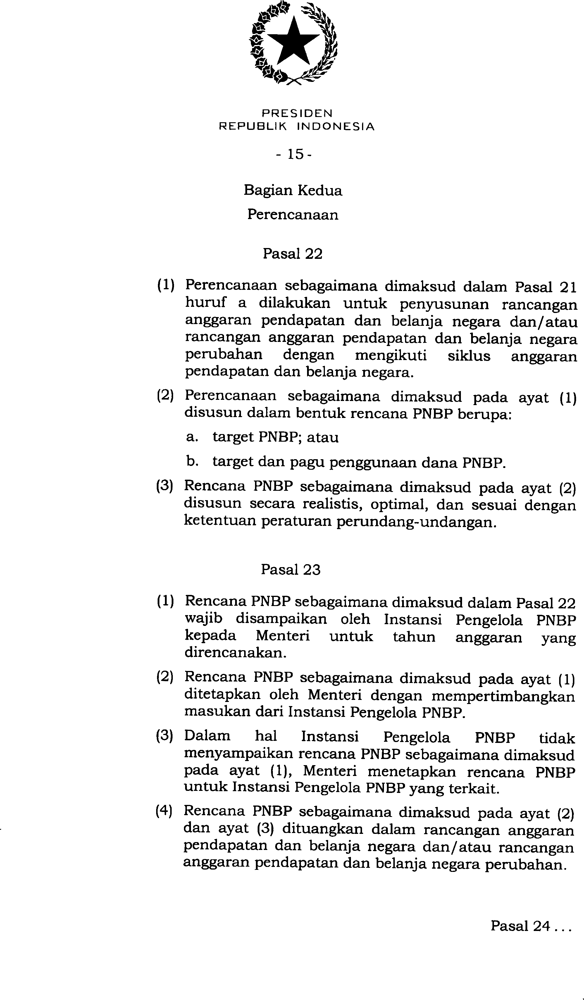 PRESIDEN
REPUBLIK INDONESIA
- 15 -
Bagian Kedua
Perencanaan
Pasal 22
(1) Perencanaan sebagaimana dimaksud dalam Pasal 21
huruf a dilakukan untuk penyusunan rancangan
anggaran pendapatan dan belanja negara dan/atau
rancangan anggaran pendapatan dan belanja negara
perubahan dengan mengikuti siklus anggaran
pendapatan dan belanja negara.
(2) Perencanaan sebagaimana dimaksud pada ayat (1)
disusun dalam bentuk rencana PNBP berupa:
a. target PNBP; atau
b. target dan pagu penggunaan dana PNBP.
(3) Rencana PNBP sebagaimana dimaksud pada ayat (2)
disusun secara realistis, optimal, dan sesuai dengan
ketentuan peraturan perundang-undangan.
Pasal 23
(1) Rencana PNBP sebagaimana dimaksud dalam Pasal 22
wajib disampaikan oleh Instansi Pengelola PNBP
kepada Menteri untuk tahun anggaran yang
direncanakan.
(2) Rencana PNBP sebagaimana dimaksud pada ayat (1)
ditetapkan oleh Menteri dengan mempertimbangkan
masukan dari Instansi Pengelola PNBP.
(3) Dalam hal Instansi Pengelola PNBP tidak
menyampaikan rencana PNBP sebagaimana dimaksud
pada ayat (1), Menteri menetapkan rencana PNBP
untuk Instansi Pengelola PNBP yang terkait.
(4) Rencana PNBP sebagaimana dimaksud pada ayat (2)
dan ayat (3) dituangkan dalam rancangan anggaran
pendapatan dan belanja negara dan/atau rancangan
anggaran pendapatan dan belanja negara perubahan.
Pasal 24 . . .